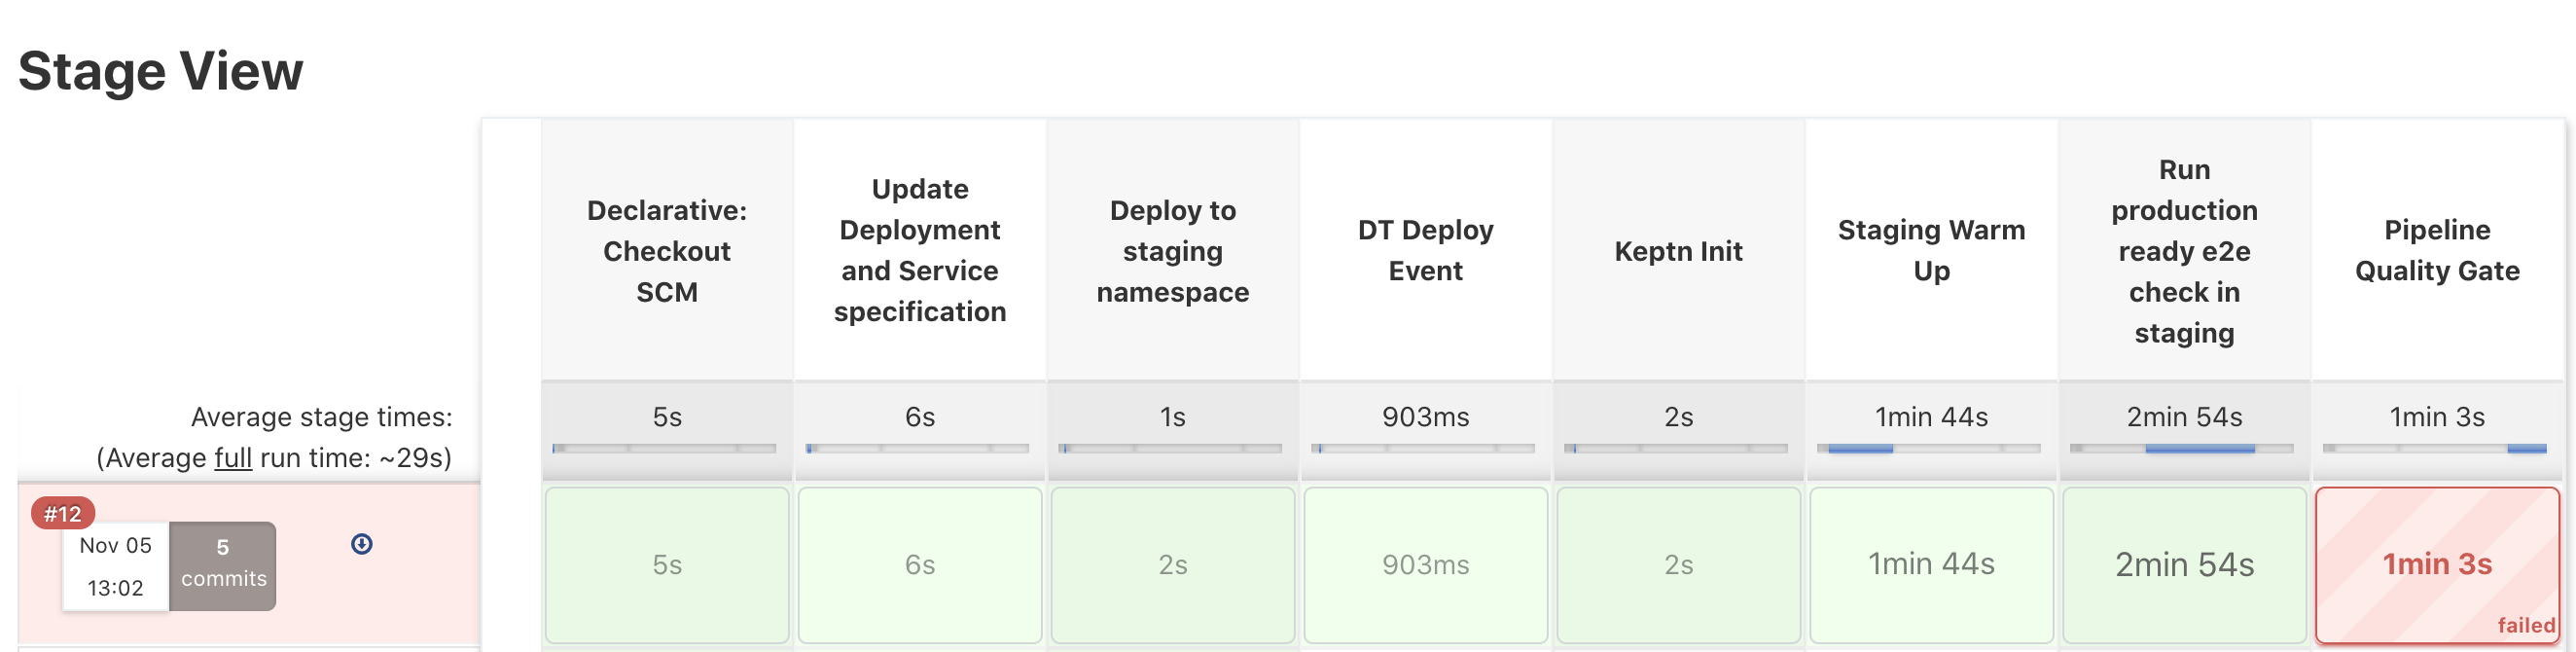 Stage View
Declarative:
Checkout
SCM
Update
Deployment
and Service
specification
Deploy to
staging
namespace
DT Deploy
Event
Keptn Init
Staging Warm
Up
Run
production
ready e2e
check in
staging
Pipeline
Quality Gate
Average stage times:
(Average full run time: ~29s)
5s
6s
1s
903ms
2s
1min 44s
2min 54s
1min 3s
#12
Nov 05
13:02
5
commits
5s
6s
2s
903ms
2s
1min 44s
2min 54s
1min 3s
failed